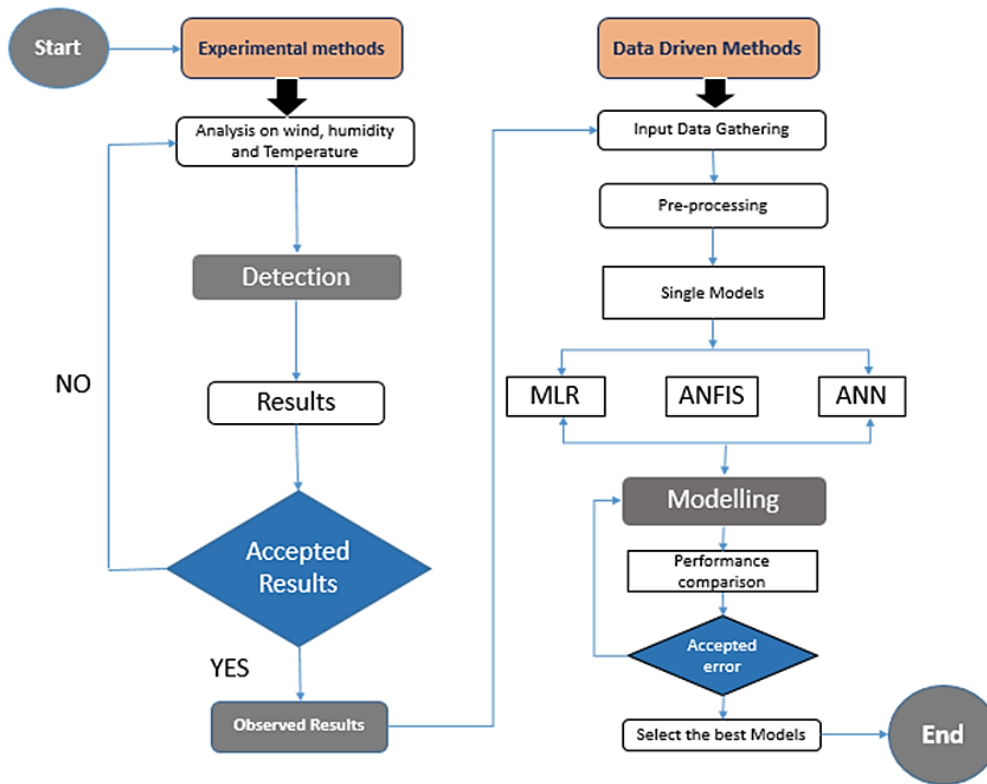 Start
Experimental methods
Analysis on wind, humidity
and Temperature
Detection
NO
Results
Accepted
Results
YES
Observed Results
Data Driven Methods
Input Data Gathering
Pre-processing
Single Models
MLR
ANFIS
ANN
Modelling
Performance
comparison
Accepted
error
Select the best Models
End